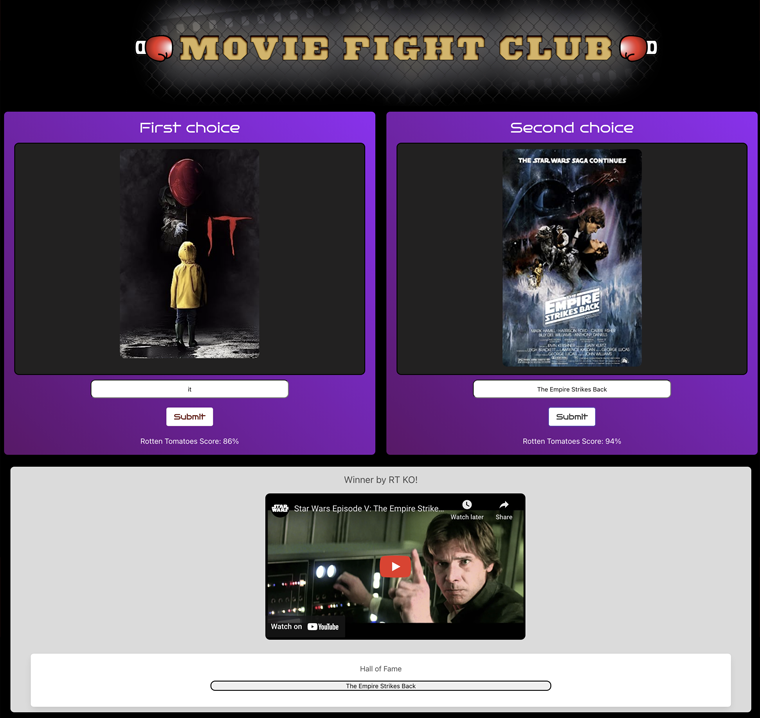 MOVIE FIGHT CLUB
First choice
IT
it
Submit
Rotten Tomatoes Score: 86%
Second choice
THE STAR WARS SAGA CONTINUES
THE EMPIRE
STRIKES BACK
The Empire Strikes Back
Submit
Rotten Tomatoes Score: 94%
Winner by RT KO!
STAR WARS
Star Wars Episode V: The Empire Strike...
Watch later
Share
Watch on YouTube
Hall of Fame
The Empire Strikes Back